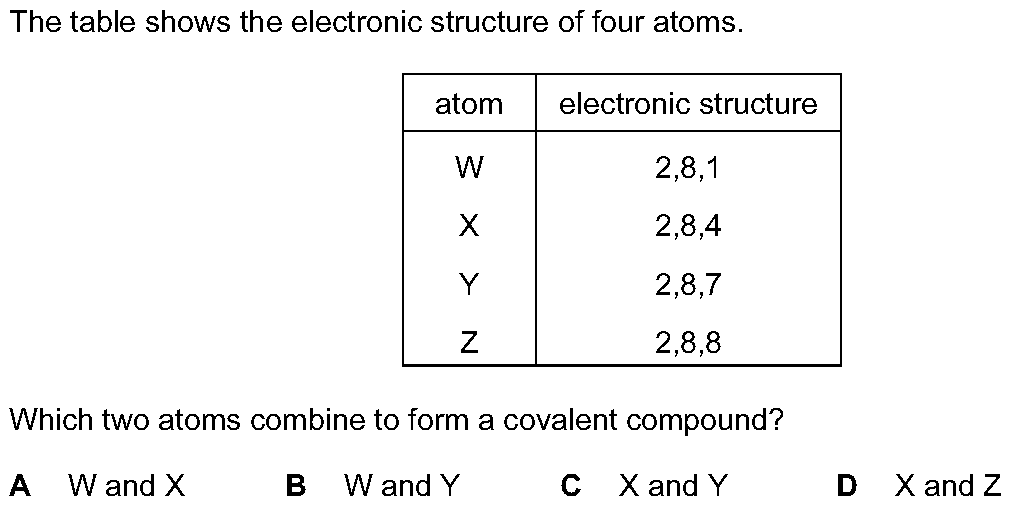 The table shows the electronic structure of four atoms.
atom electronic structure
W 2,8,1
X 2,8,4
Y 2,8,7
Z 2,8,8
Which two atoms combine to form a covalent compound?
A W and X B W and Y C X and Y D X and Z